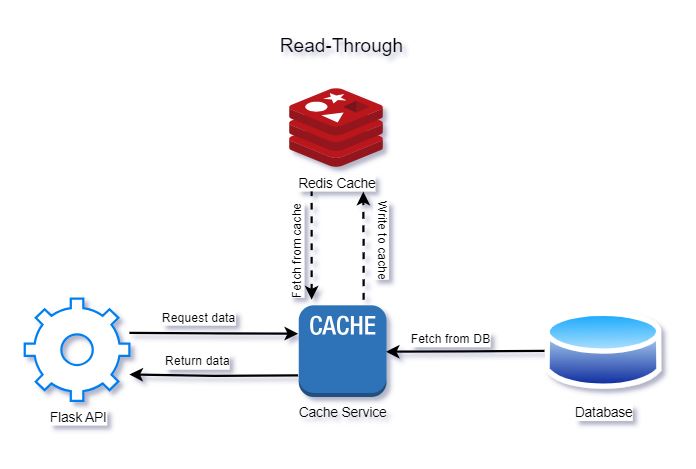 Read-Through
Redis Cache
Fetch from cache
Write to cache
Request data
CACHE
Fetch from DB
Return data
Flask API
Cache Service
Database